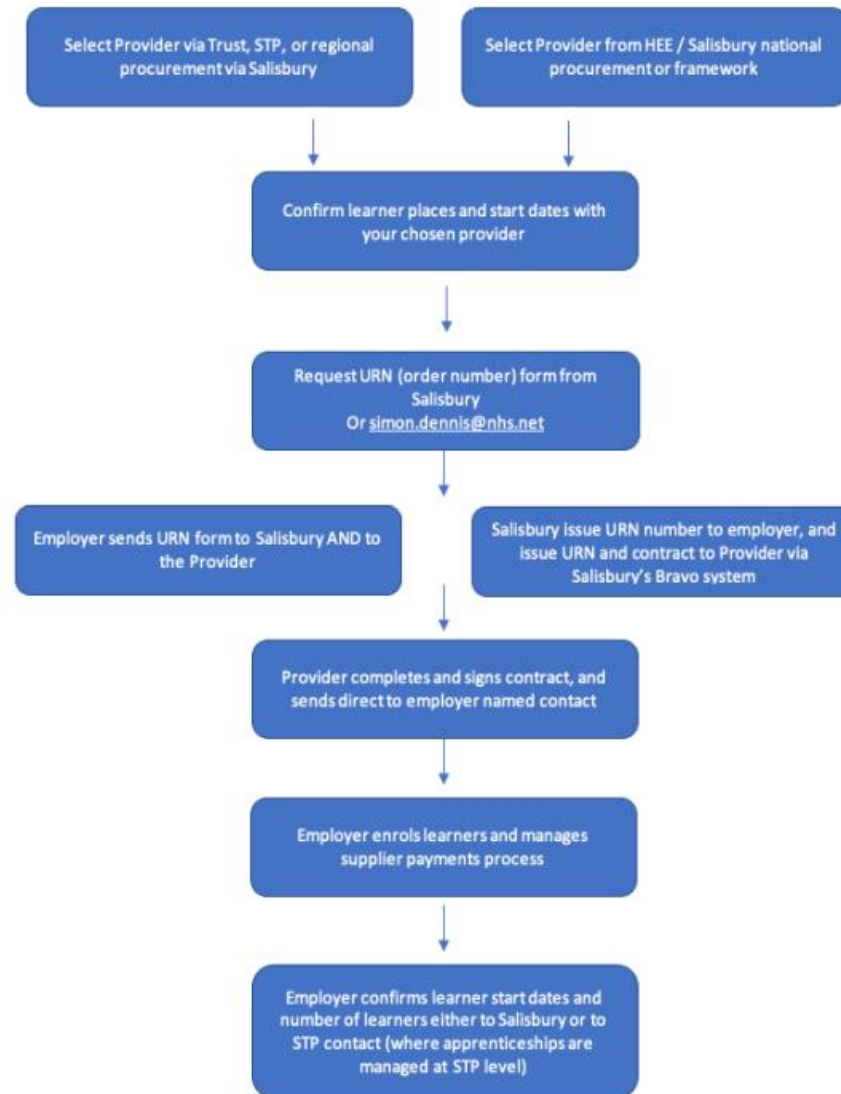 Select Provider via Trust, STP, or regional
procurement via Salisbury
Select Provider from HEE / Salisbury national
procurement or framework
Confirm learner places and start dates with
your chosen provider
Request URN (order number) form from
Salisbury
Or simon.dennis@nhs.net
Employer sends URN form to Salisbury AND to
the Provider
Salisbury issue URN number to employer, and
issue URN and contract to Provider via
Salisbury's Bravo system
Provider completes and signs contract, and
sends direct to employer named contact
Employer enrols learners and manages
supplier payments process
Employer confirms learner start dates and
number of learners either to Salisbury or to
STP contact (where apprenticeships are
managed at STP level)